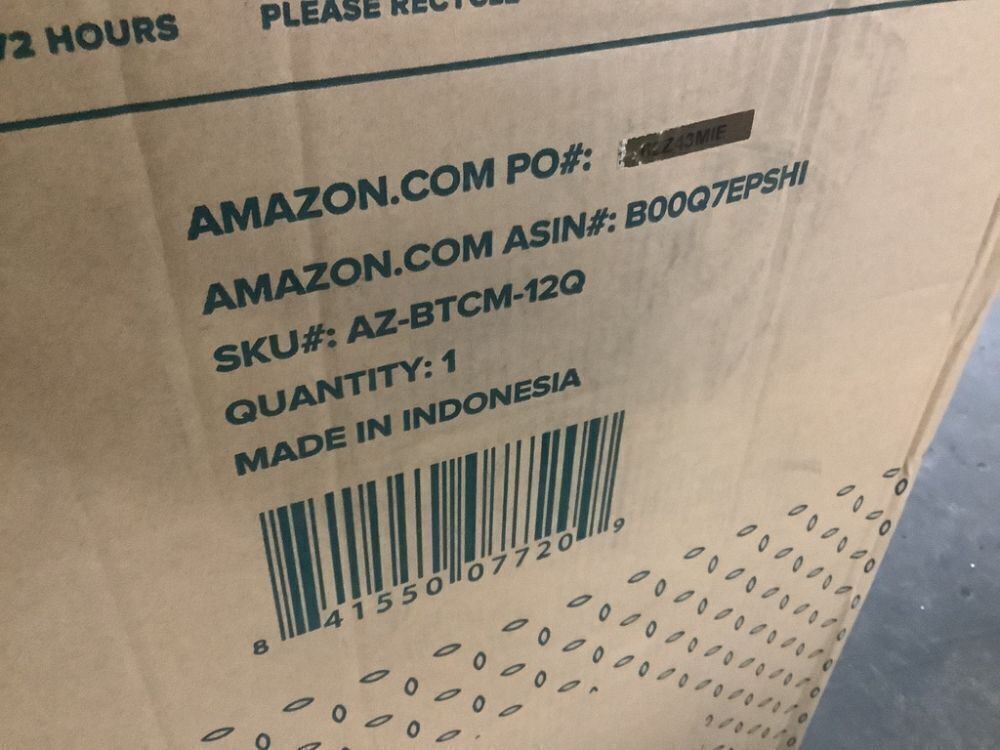 72 HOURS
PLEASE RECYCLE
AMAZON.COM PO#:
AMAZON.COM ASIN#: B00Q7EPSHI
SKU#: AZ-BTCM-12Q
QUANTITY: 1
MADE IN INDONESIA
8 41550 07720 9